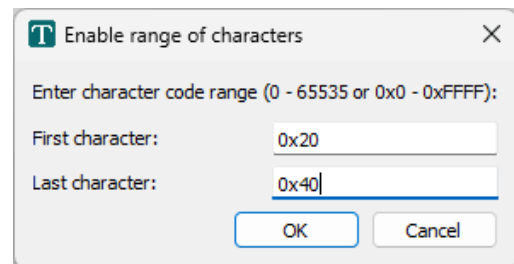 T Enable range of characters
Enter character code range (0 - 65535 or 0x0 - 0xFFFF):
First character: 0x20
Last character: 0x40
OK Cancel